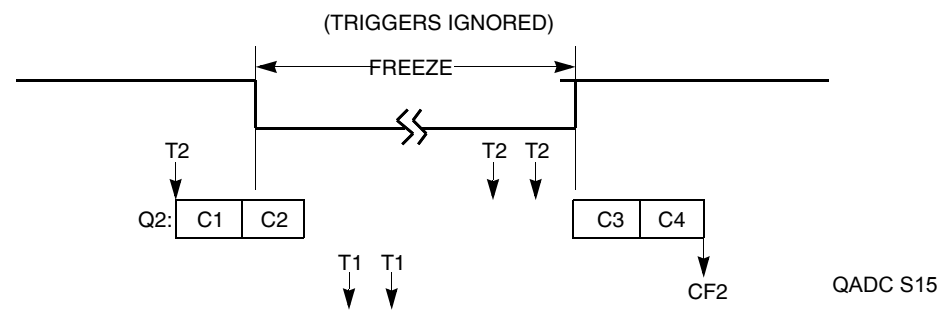 (TRIGGERS IGNORED)
FREEZE
T2 T2 T2
Q2: C1 C2 C3 C4
T1 T1
CF2
QADC S15